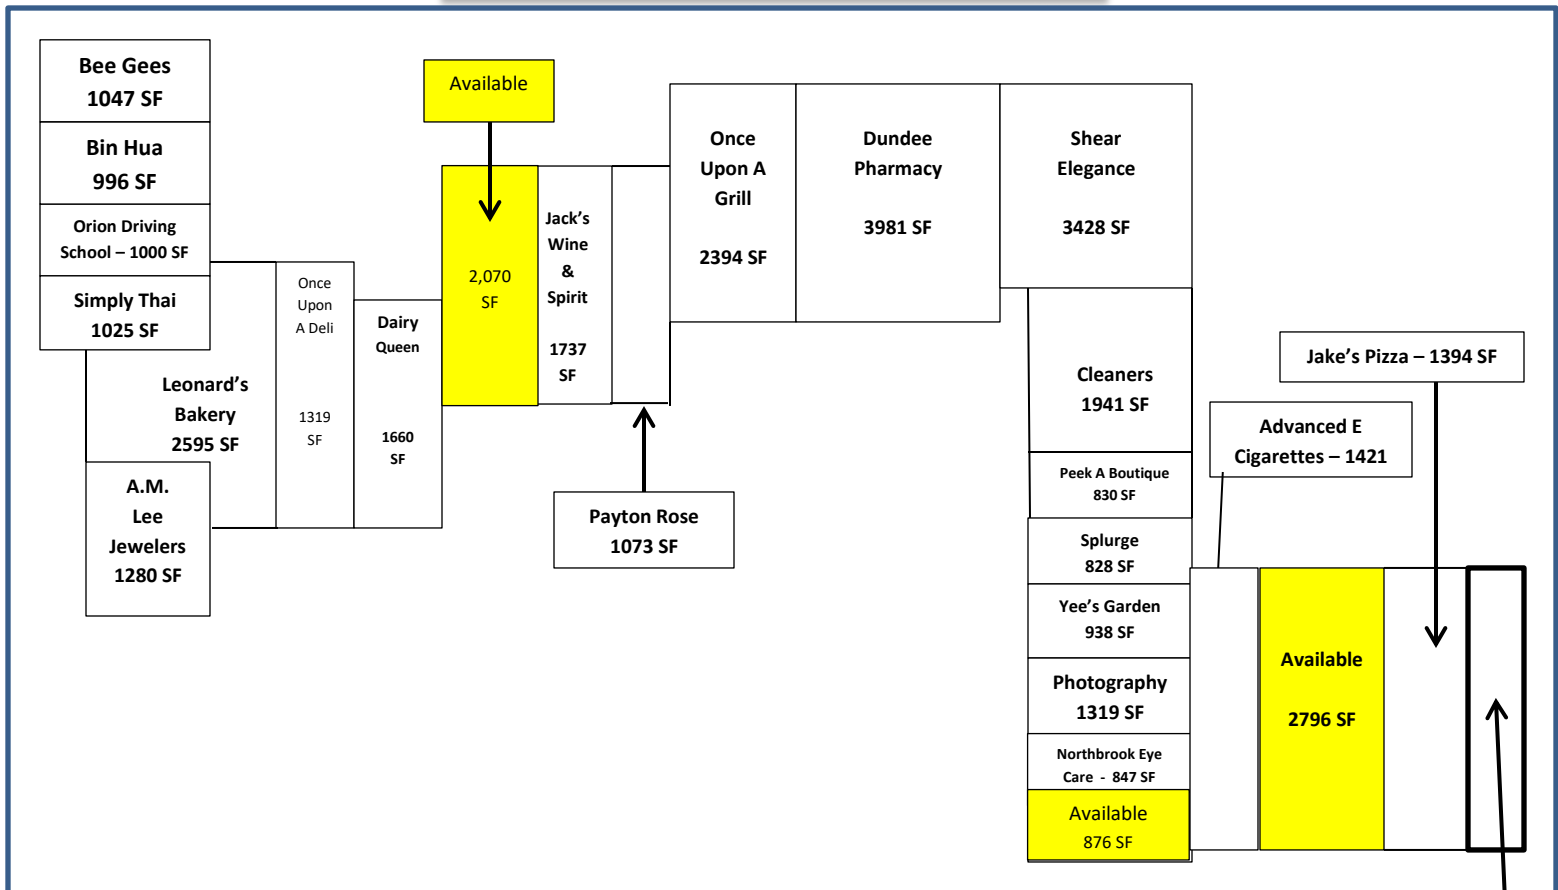 Bee Gees
1047 SF
Bin Hua
996 SF
Orion Driving
School – 1000 SF
Simply Thai
1025 SF
Leonard’s
Bakery
2595 SF
A.M.
Lee
Jewelers
1280 SF
Once
Upon
A Deli
1319
SF
Dairy
Queen
1660
SF
Available
2,070
SF
Jack’s
Wine
&
Spirit
1737
SF
Payton Rose
1073 SF
Once
Upon A
Grill
2394 SF
Dundee
Pharmacy
3981 SF
Shear
Elegance
3428 SF
Cleaners
1941 SF
Peek A Boutique
830 SF
Splurge
828 SF
Yee’s Garden
938 SF
Photography
1319 SF
Northbrook Eye
Care - 847 SF
Available
876 SF
Advanced E
Cigarettes – 1421
Jake’s Pizza – 1394 SF
Available
2796 SF